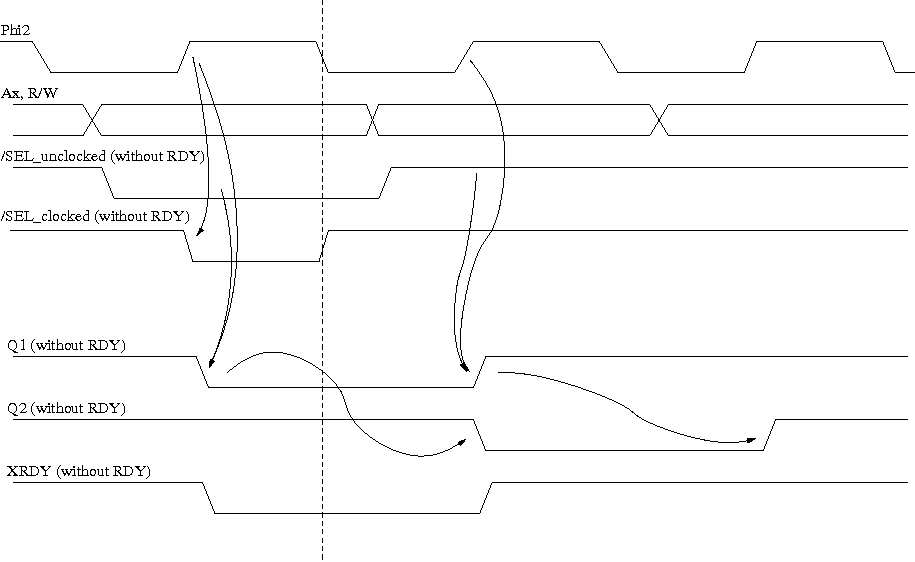 Phi2
Ax, R/W
/SEL_unclocked (without RDY)
/SEL_clocked (without RDY)
Q1 (without RDY)
Q2 (without RDY)
XRDY (without RDY)